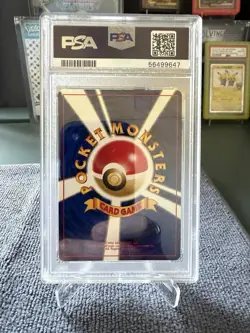 PSA
PSA
56499647
POCKET MONSTERS
CARD GAME